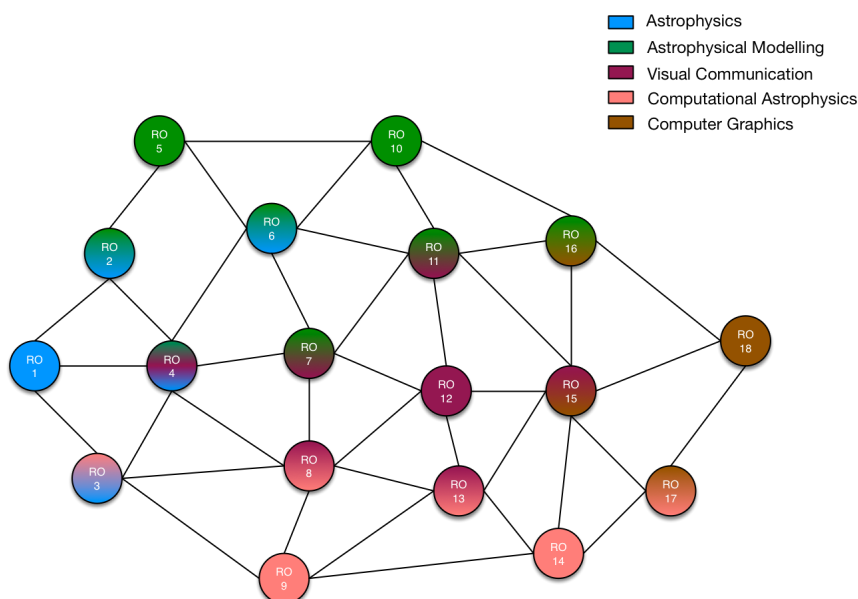 Astrophysics
Astrophysical Modelling
Visual Communication
Computational Astrophysics
Computer Graphics
RO
5
RO
10
RO
6
RO
16
RO
2
RO
11
RO
18
RO
7
RO
1
RO
4
RO
12
RO
15
RO
8
RO
3
RO
13
RO
17
RO
14
RO
9